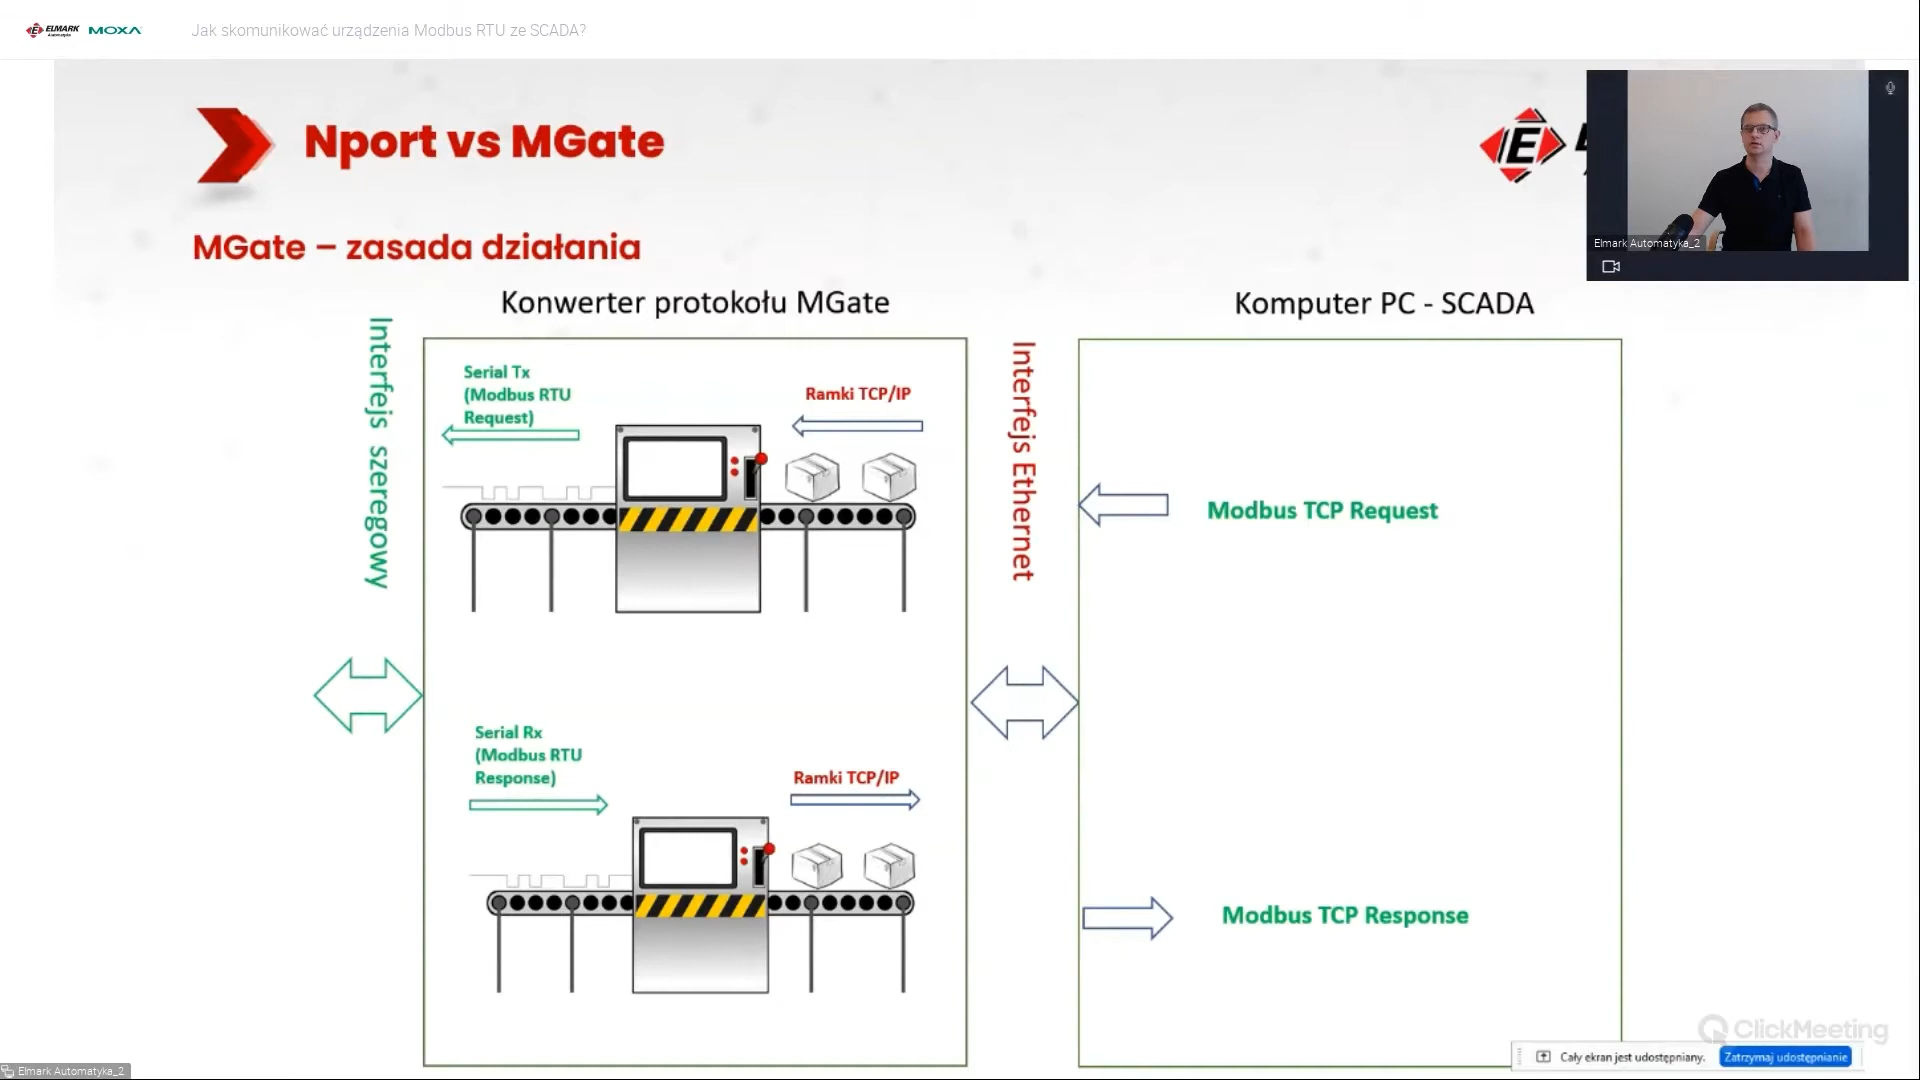 ELMARK
Automatyka
MOXA
Jak skomunikować urządzenia Modbus RTU ze SCADA?
Nport vs MGate
E
MGate – zasada działania
Elmark Automatyka_2
Konwerter protokołu MGate
Komputer PC - SCADA
Interfejs szeregowy
Serial Tx
(Modbus RTU
Request)
Ramki TCP/IP
Interfejs Ethernet
Modbus TCP Request
Serial Rx
(Modbus RTU
Response)
Ramki TCP/IP
Modbus TCP Response
ClickMeeting
Cały ekran jest udostępniany.
Zatrzymaj udostępnianie
Elmark Automatyka_2